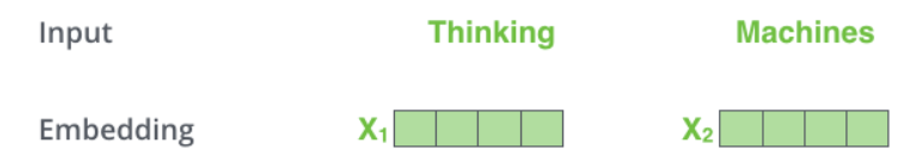 Input Thinking Machines
Embedding X₁ X₂